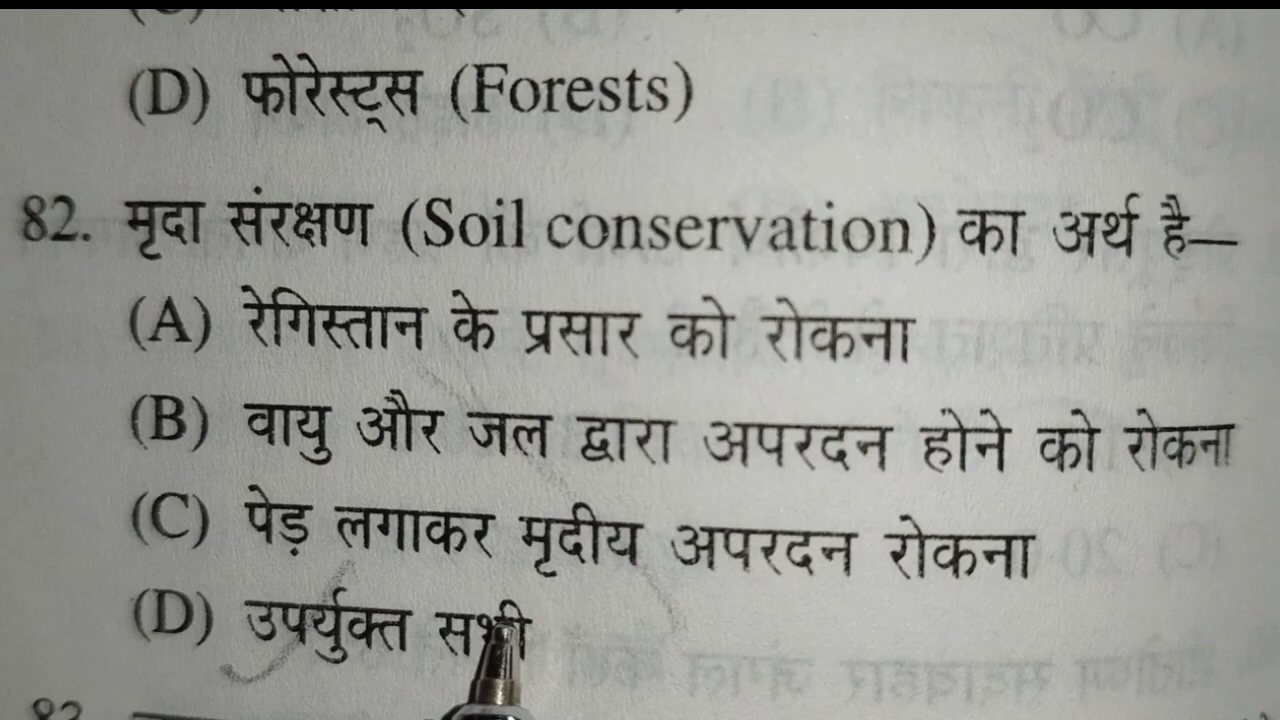 (D) फोरेस्ट्स (Forests)
82. मृदा संरक्षण (Soil conservation) का अर्थ है—
(A) रेगिस्तान के प्रसार को रोकना
(B) वायु और जल द्वारा अपरदन होने को रोकना
(C) पेड़ लगाकर मृदीय अपरदन रोकना
(D) उपर्युक्त सभी